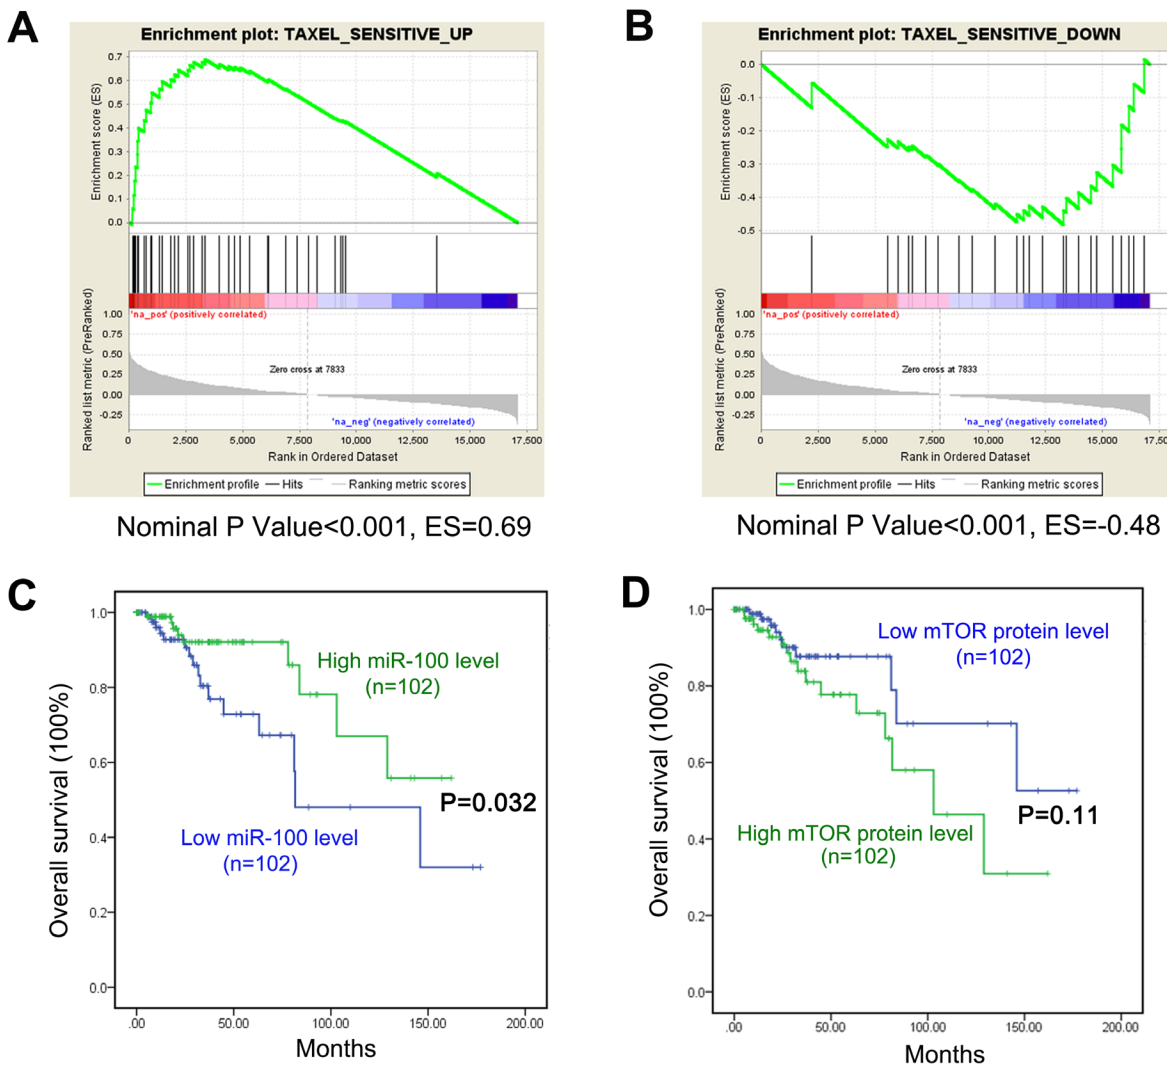 A
Enrichment plot: TAXEL_SENSITIVE_UP
Enrichment score (ES)
0.7
0.6
0.5
0.4
0.3
0.2
0.1
0.0
'na_pos' (positively correlated)
Ranked list metric (PreRanked)
1.00
0.75
0.50
0.25
0.00
-0.25
Zero cross at 7833
'na_neg' (negatively correlated)
0 2,500 5,000 7,500 10,000 12,500 15,000 17,500
Rank in Ordered Dataset
Enrichment profile Hits Ranking metric scores
Nominal P Value<0.001, ES=0.69
B
Enrichment plot: TAXEL_SENSITIVE_DOWN
Enrichment score (ES)
0.0
-0.1
-0.2
-0.3
-0.4
-0.5
'na_pos' (positively correlated)
Ranked list metric (PreRanked)
1.00
0.75
0.50
0.25
0.00
-0.25
Zero cross at 7833
'na_neg' (negatively correlated)
0 2,500 5,000 7,500 10,000 12,500 15,000 17,50
Rank in Ordered Dataset
Enrichment profile Hits Ranking metric scores
Nominal P Value<0.001, ES=-0.48
C
Overall survival (100%)
1.0
0.8
0.6
0.4
0.2
0.0
High miR-100 level
(n=102)
P=0.032
Low miR-100 level
(n=102)
.00 50.00 100.00 150.00 200.00
Months
D
Overall survival (100%)
1.0
0.8
0.6
0.4
0.2
0.0
Low mTOR protein level
(n=102)
P=0.11
High mTOR protein level
(n=102)
.00 50.00 100.00 150.00 200.00
Months